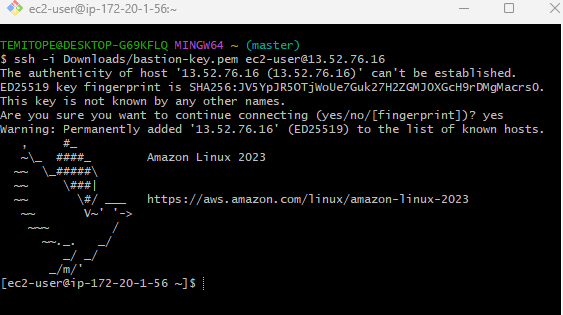 ec2-user@ip-172-20-1-56:~
TEMITOPE@DESKTOP-G69KFLQ MINGW64 ~ (master)
$ ssh -i Downloads/bastion-key.pem ec2-user@13.52.76.16
The authenticity of host '13.52.76.16 (13.52.76.16)' can't be established.
ED25519 key fingerprint is SHA256:JV5YpJR5OTjWoUe7Guk27H2ZGMJOXGcH9rDMgMacrs0.
This key is not known by any other names.
Are you sure you want to continue connecting (yes/no/[fingerprint])? yes
Warning: Permanently added '13.52.76.16' (ED25519) to the list of known hosts.
   ,     #_
   ~\_  ####_        Amazon Linux 2023
  ~~  \_#####\
  ~~     \###|
  ~~       \#/ ___   https://aws.amazon.com/linux/amazon-linux-2023
   ~~       V~' '->
    ~~~         /
      ~~._.   _/
         _/ _/
       _/m/'
[ec2-user@ip-172-20-1-56 ~]$